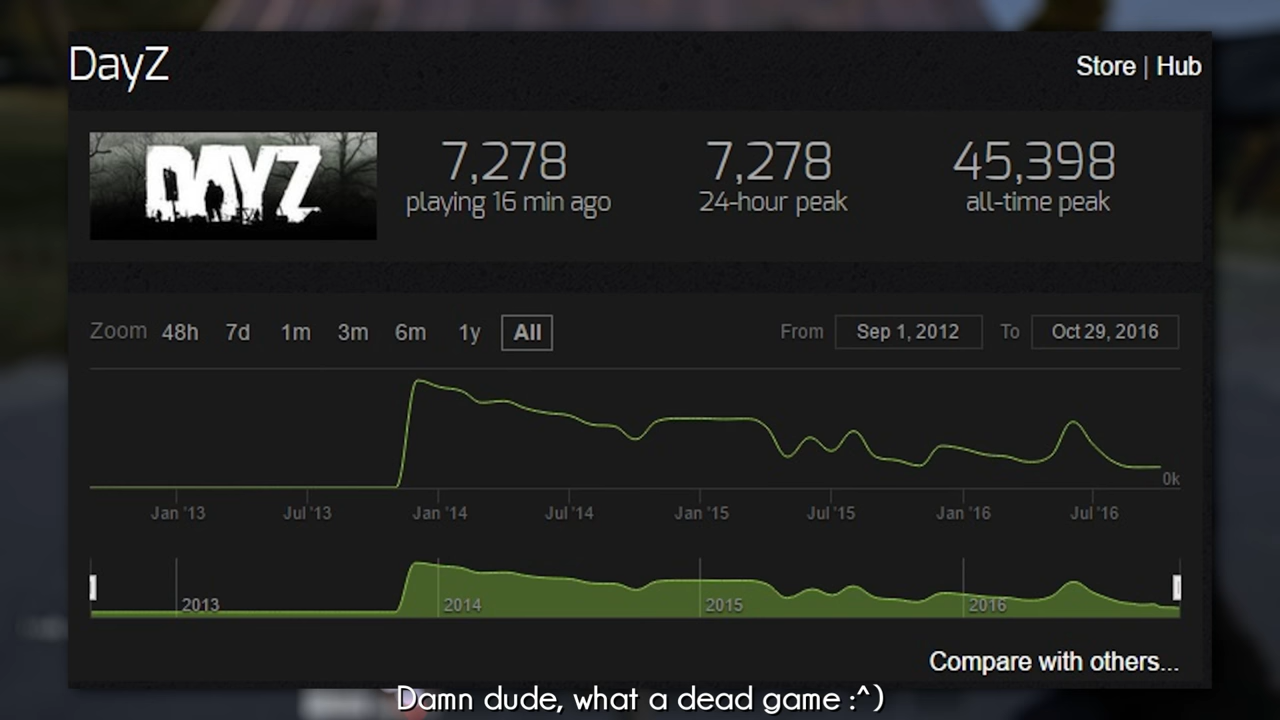 DayZ
Store | Hub
DAYZ
7,278
playing 16 min ago
7,278
24-hour peak
45,398
all-time peak
Zoom 48h 7d 1m 3m 6m 1y All
From Sep 1, 2012 To Oct 29, 2016
0k
Jan '13 Jul '13 Jan '14 Jul '14 Jan '15 Jul '15 Jan '16 Jul '16
2013 2014 2015 2016
Compare with others...
Damn dude, what a dead game :^)